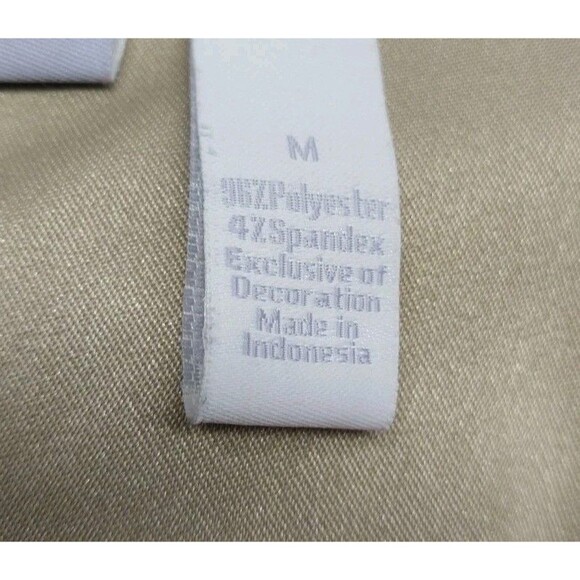 M
96%Polyester
4%Spandex
Exclusive of
Decoration
Made in
Indonesia